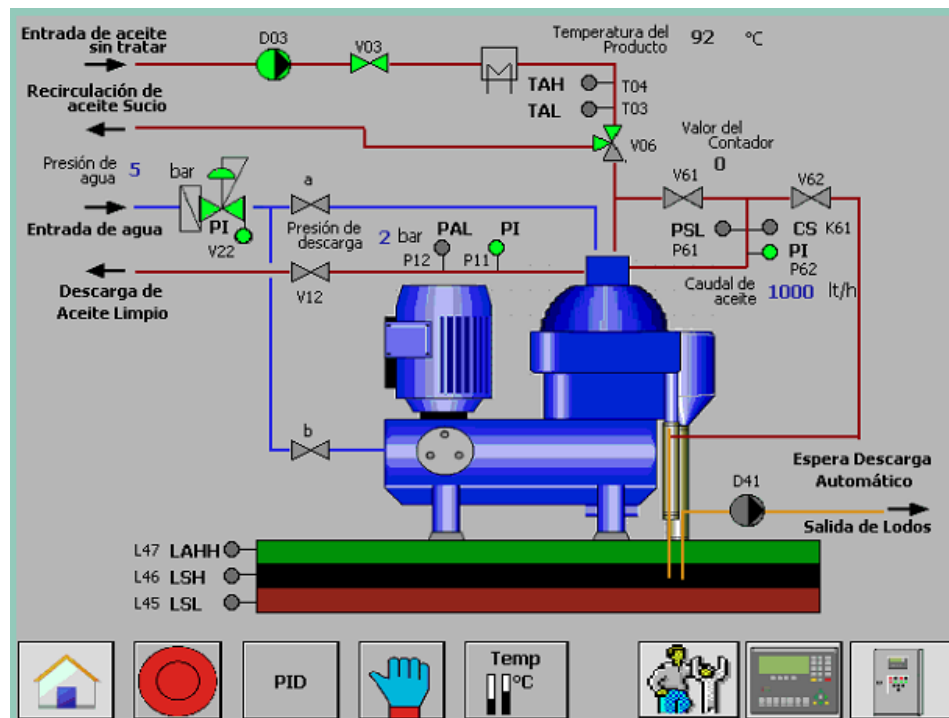 Entrada de aceite
sin tratar
D03
V03
Temperatura del
Producto
92 °C
TAH
T04
TAL
T03
Recirculación de
aceite Sucio
V06
Valor del
Contador
0
Presión de
agua
5 bar
a
V61
V62
Entrada de agua
PI
V22
Presión de
descarga
2 bar
PAL
PI
P12
P11
PSL
P61
CS
K61
PI
P62
V12
Descarga de
Aceite Limpio
Caudal de
aceite
1000 lt/h
b
Espera Descarga
Automático
D41
Salida de Lodos
L47 LAHH
L46 LSH
L45 LSL
PID
Temp
°C